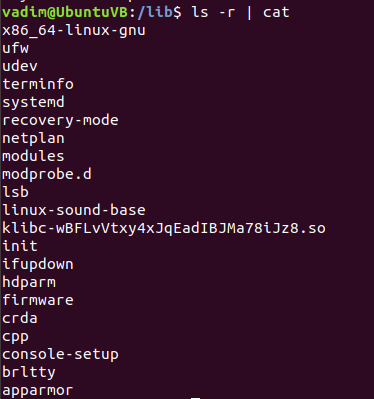 vadim@UbuntuVB:/lib$ ls -r | cat
x86_64-linux-gnu
ufw
udev
terminfo
systemd
recovery-mode
netplan
modules
modprobe.d
lsb
linux-sound-base
klibc-wBFLvVtxy4xJqEadIBJMa78iJz8.so
init
ifupdown
hdparm
firmware
crda
cpp
console-setup
brltty
apparmor